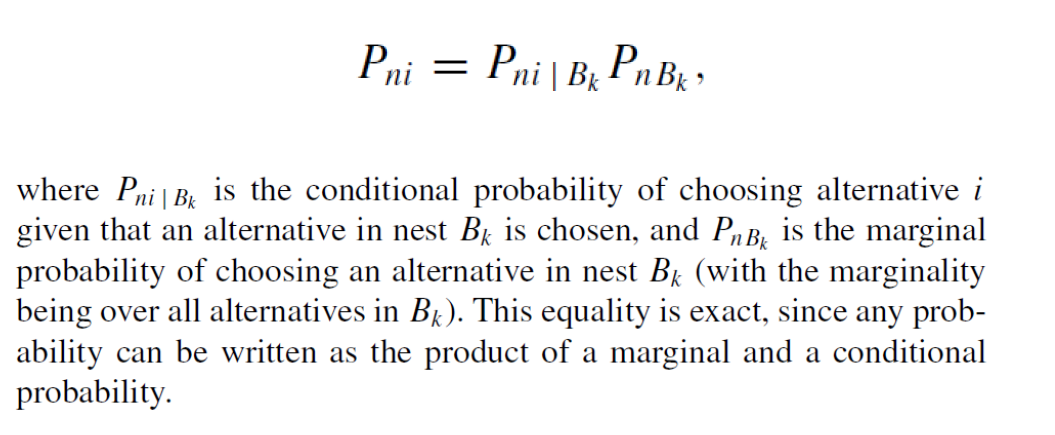 P_{ni} = P_{ni | B_k} P_{nB_k},
where P_{ni | B_k} is the conditional probability of choosing alternative i
given that an alternative in nest B_k is chosen, and P_{nB_k} is the marginal
probability of choosing an alternative in nest B_k (with the marginality
being over all alternatives in B_k). This equality is exact, since any prob-
ability can be written as the product of a marginal and a conditional
probability.